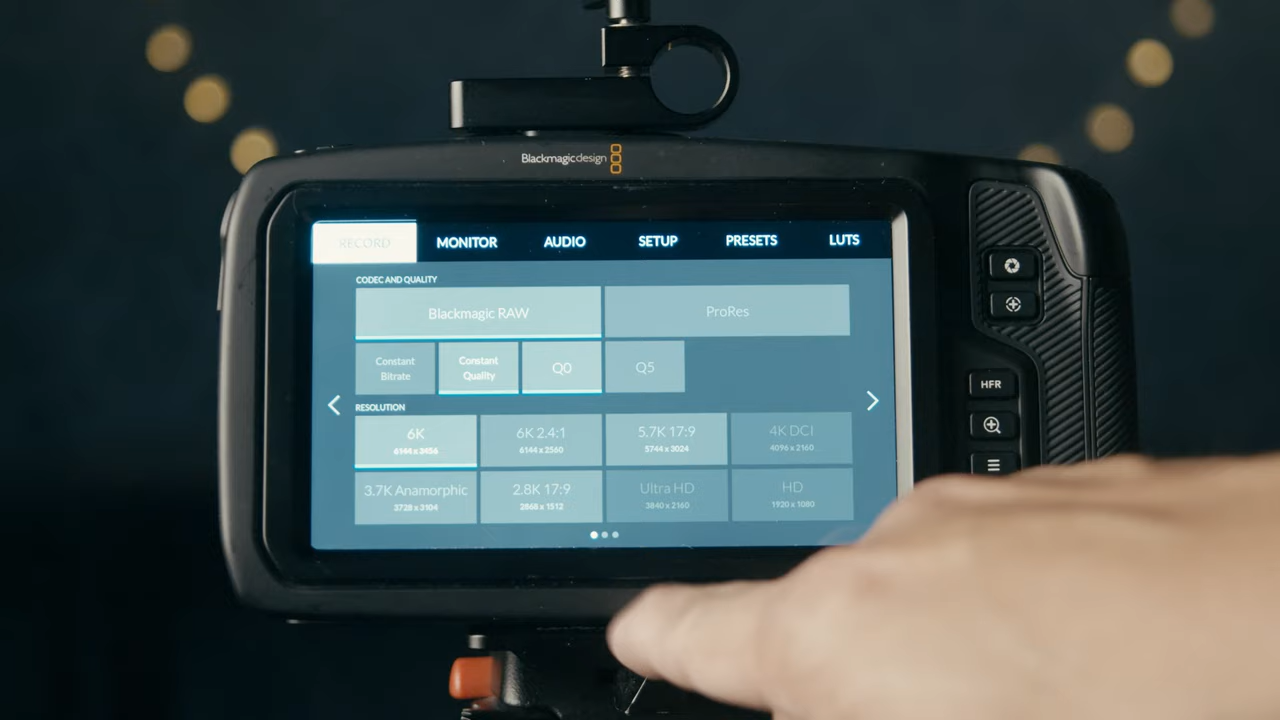 Blackmagicdesign
RECORD MONITOR AUDIO SETUP PRESETS LUTS
CODEC AND QUALITY
Blackmagic RAW ProRes
Constant Bitrate Constant Quality Q0 Q5
RESOLUTION
6K 6K 2.4:1 5.7K 17:9 4K DCI
6144 x 3456 6144 x 2560 5744 x 3024 4096 x 2160
3.7K Anamorphic 2.8K 17:9 Ultra HD HD
3728 x 3104 2868 x 1512 3840 x 2160 1920 x 1080
HFR